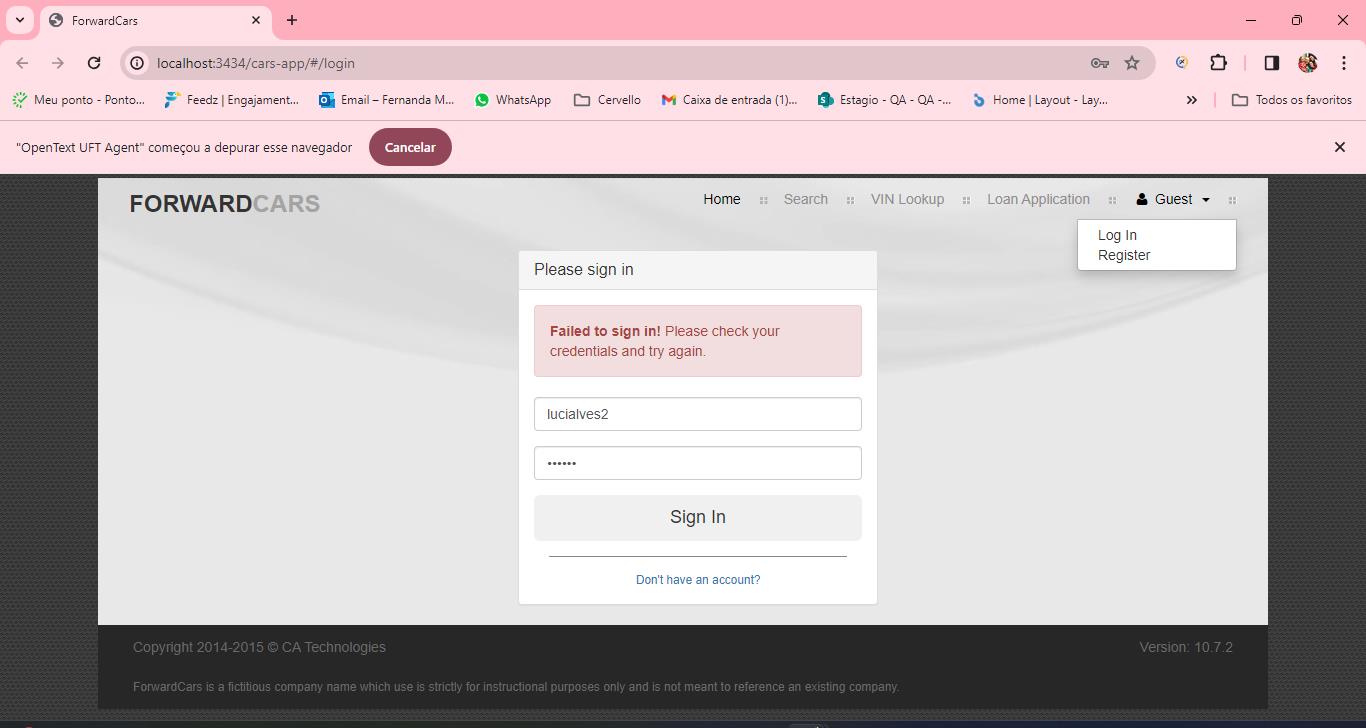 ForwardCars
localhost:3434/cars-app/#/login
Meu ponto - Ponto... Feedz | Engajament... Email – Fernanda M... WhatsApp Cervello Caixa de entrada (1)... Estagio - QA - QA -... Home | Layout - Lay... » Todos os favoritos
"OpenText UFT Agent" começou a depurar esse navegador Cancelar
FORWARDCARS Home Search VIN Lookup Loan Application Guest
Log In
Register
Please sign in
Failed to sign in! Please check your
credentials and try again.
lucialves2
••••••
Sign In
Don't have an account?
Copyright 2014-2015 © CA Technologies Version: 10.7.2
ForwardCars is a fictitious company name which use is strictly for instructional purposes only and is not meant to reference an existing company.